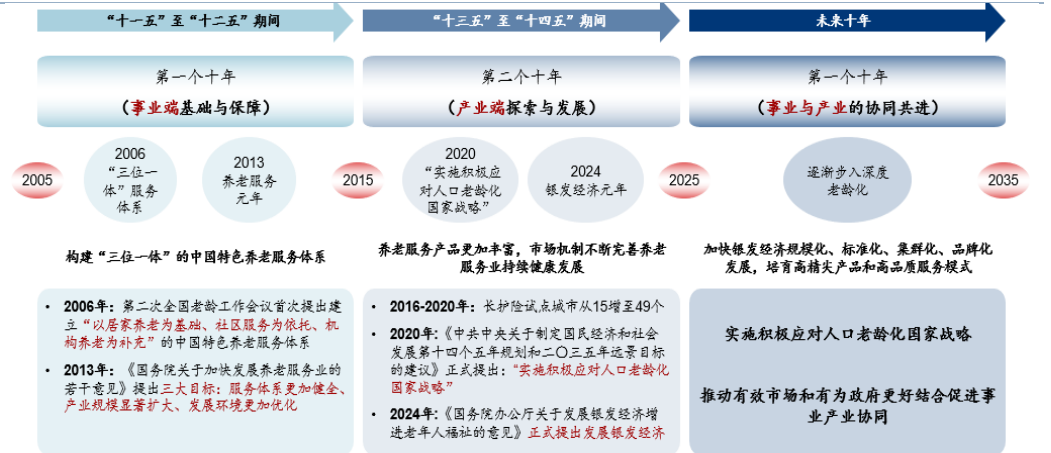 “十一五”至“十二五”期间
“十三五”至“十四五”期间
未来十年
第一个十年
（事业端基础与保障）
第二个十年
（产业端探索与发展）
第一个十年
（事业与产业的协同共进）
2005
2006
“三位一
体”服务
体系
2013
养老服务
元年
2015
2020
“实施积极应
对人口老龄化
国家战略”
2024
银发经济元年
2025
逐渐步入深度
老龄化
2035
构建“三位一体”的中国特色养老服务体系
养老服务产品更加丰富，市场机制不断完善养老
服务业持续健康发展
加快银发经济规模化、标准化、集群化、品牌化
发展，培育高精尖产品和高品质服务模式
• 2006年：第二次全国老龄工作会议首次提出建
立“以居家养老为基础、社区服务为依托、机
构养老为补充”的中国特色养老服务体系
• 2013年：《国务院关于加快发展养老服务业的
若干意见》提出三大目标：服务体系更加健全、
产业规模显著扩大、发展环境更加优化
• 2016-2020年：长护险试点城市从15增至49个
• 2020年:《中共中央关于制定国民经济和社会
发展第十四个五年规划和二〇三五年远景目标
的建议》正式提出：“实施积极应对人口老龄化
国家战略”
• 2024年:《国务院办公厅关于发展银发经济增
进老年人福祉的意见》正式提出发展银发经济
实施积极应对人口老龄化国家战略
推动有效市场和有为政府更好结合促进事
业产业协同